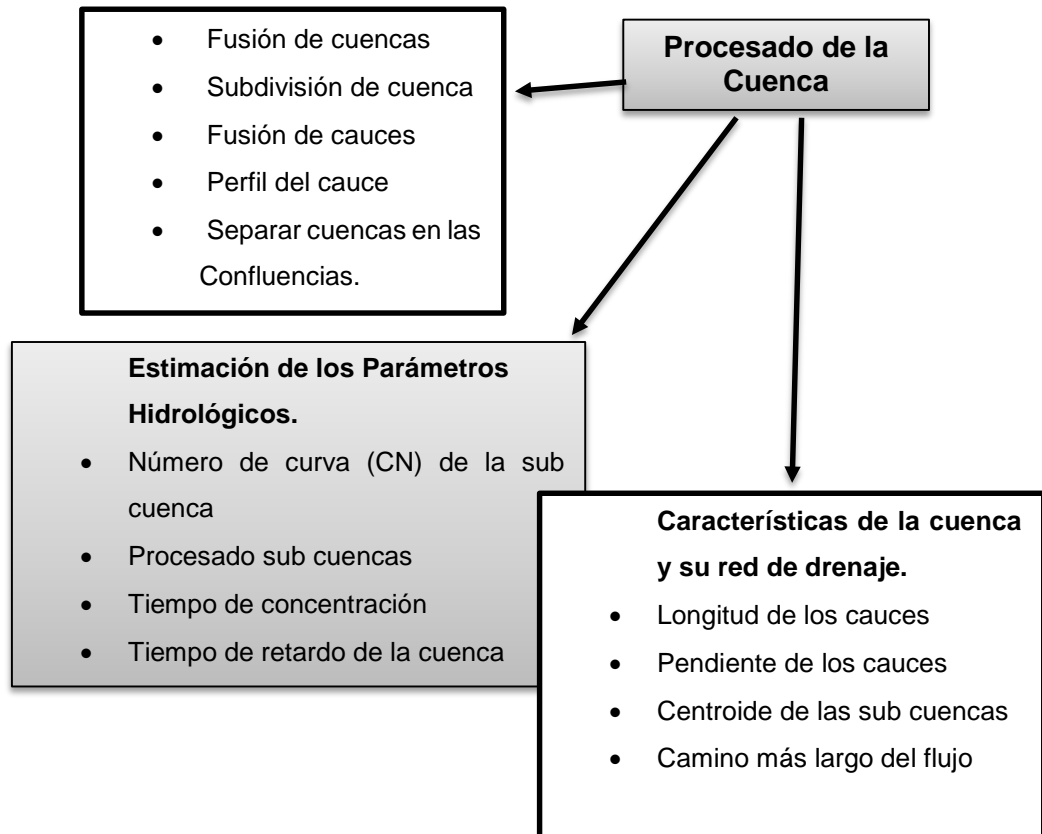 Procesado de la
Cuenca
• Fusión de cuencas
• Subdivisión de cuenca
• Fusión de cauces
• Perfil del cauce
• Separar cuencas en las
Confluencias.
Estimación de los Parámetros
Hidrológicos.
• Número de curva (CN) de la sub
cuenca
• Procesado sub cuencas
• Tiempo de concentración
• Tiempo de retardo de la cuenca
Características de la cuenca
y su red de drenaje.
• Longitud de los cauces
• Pendiente de los cauces
• Centroide de las sub cuencas
• Camino más largo del flujo